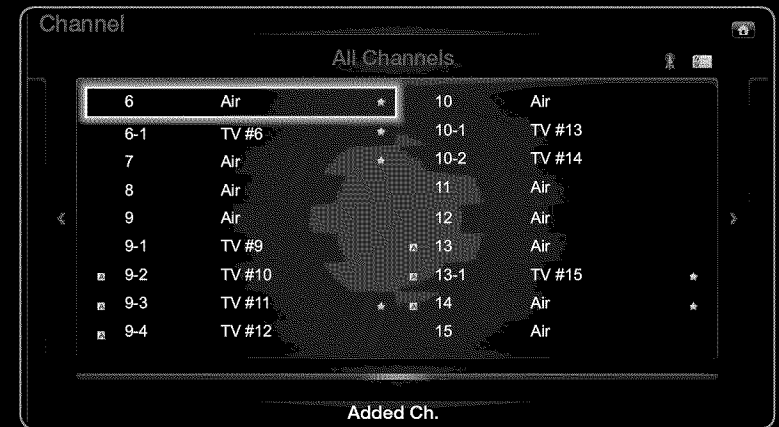 Channel
All Channels
6 Air ★ 10 Air
6-1 TV #6 ★ 10-1 TV #13
7 Air ★ 10-2 TV #14
8 Air 11 Air
9 Air 12 Air
9-1 TV #9 A 13 Air
A 9-2 TV #10 A 13-1 TV #15 ★
A 9-3 TV #11 ★ A 14 Air ★
A 9-4 TV #12 15 Air
Added Ch.